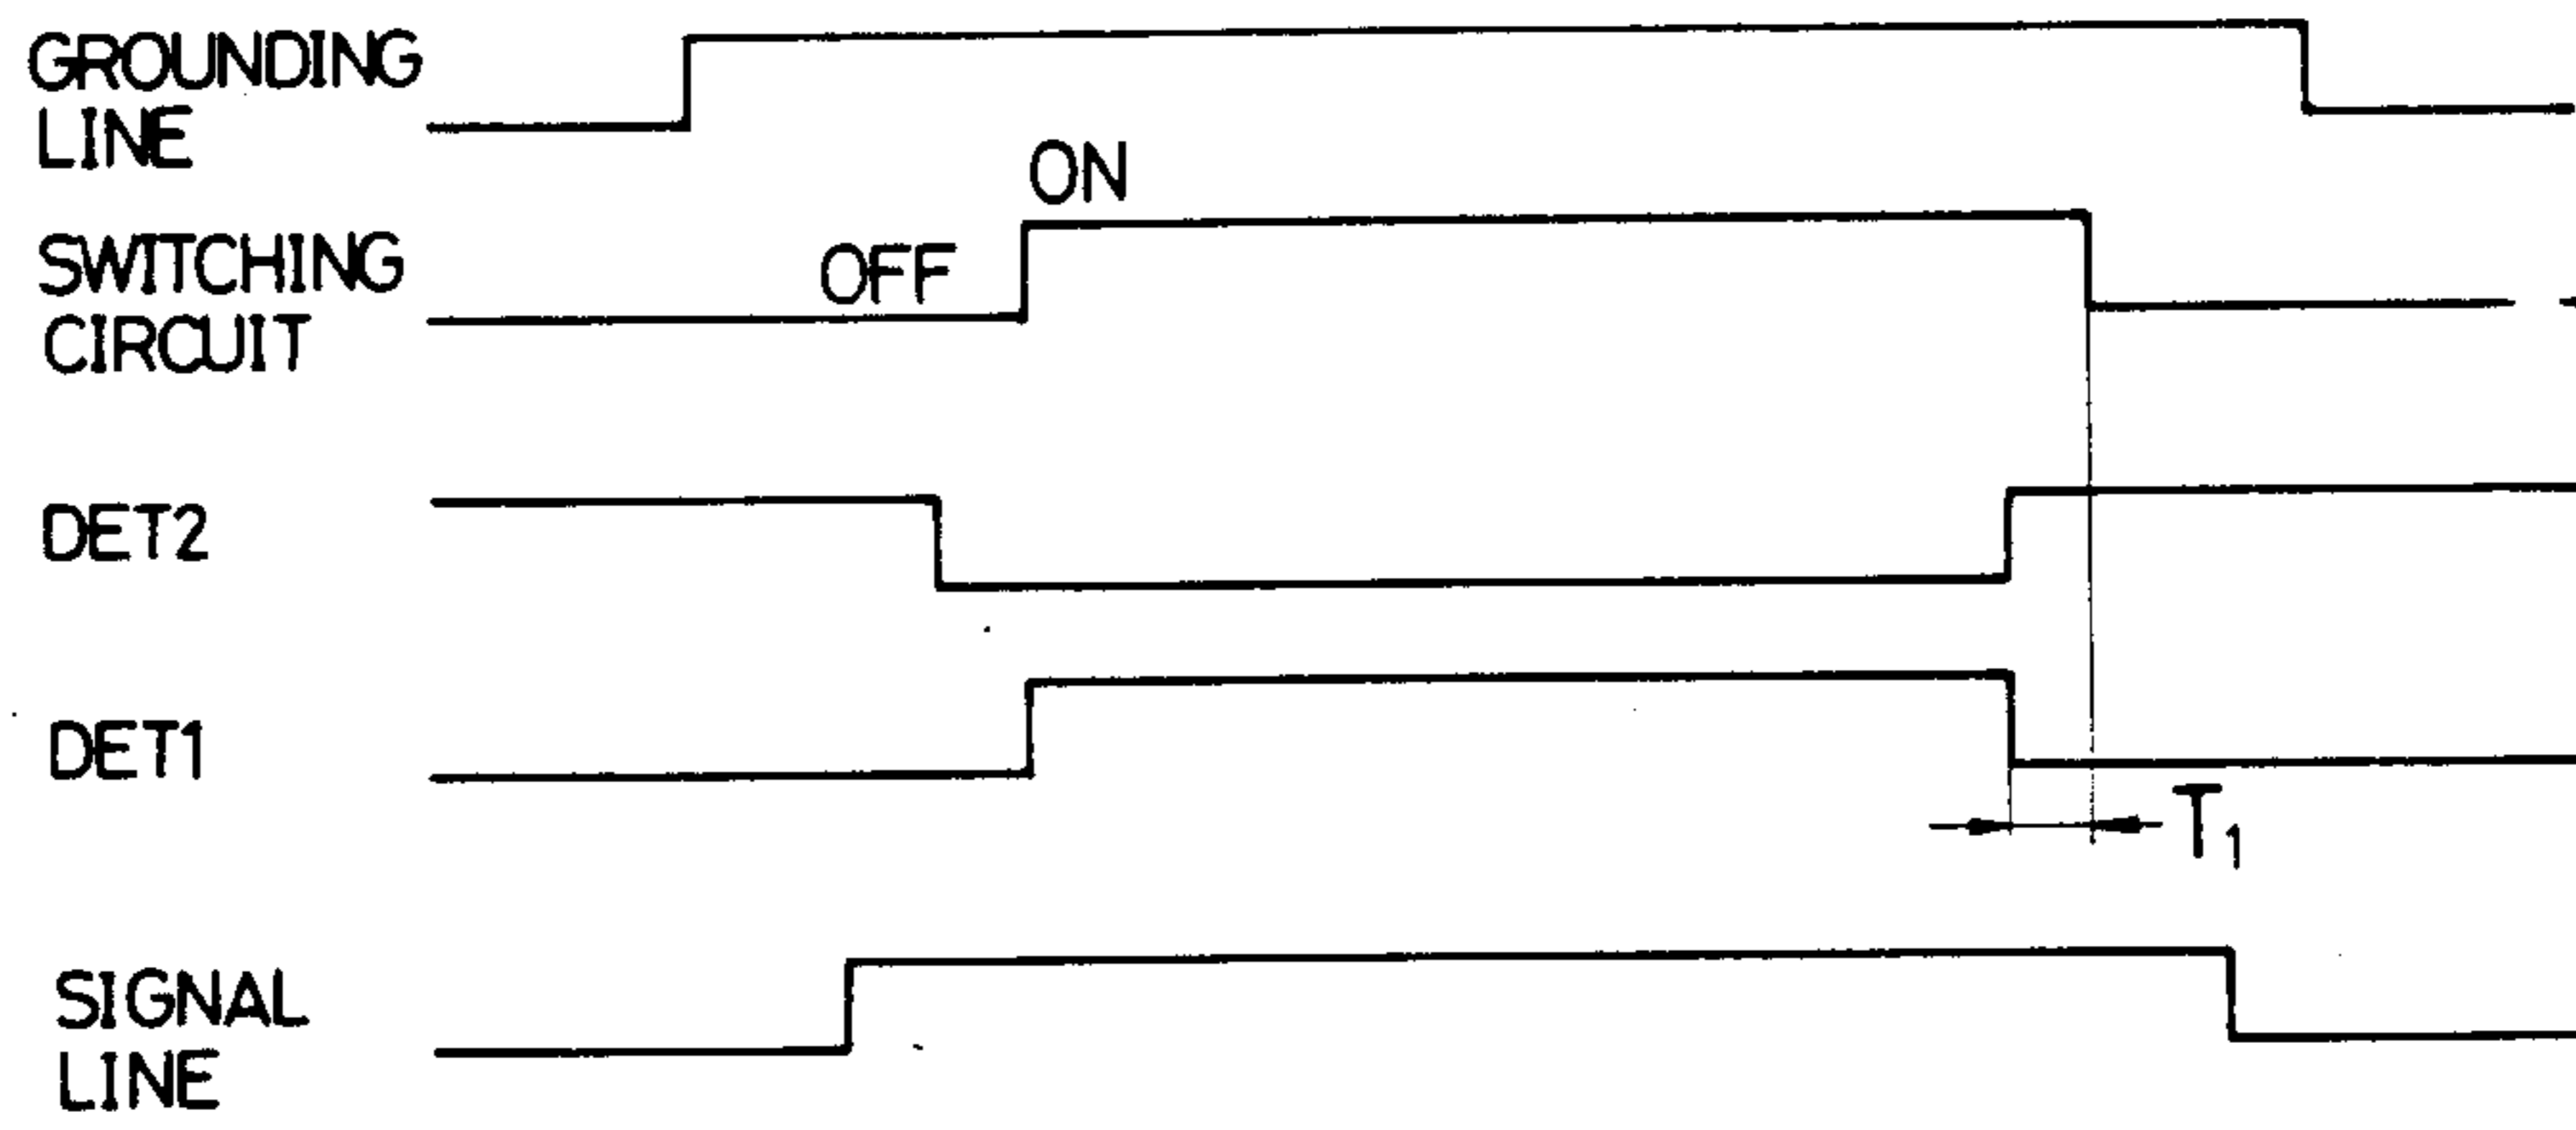 GROUNDING
LINE
ON
OFF
SWITCHING
CIRCUIT
DET2
DET1
T1
SIGNAL
LINE